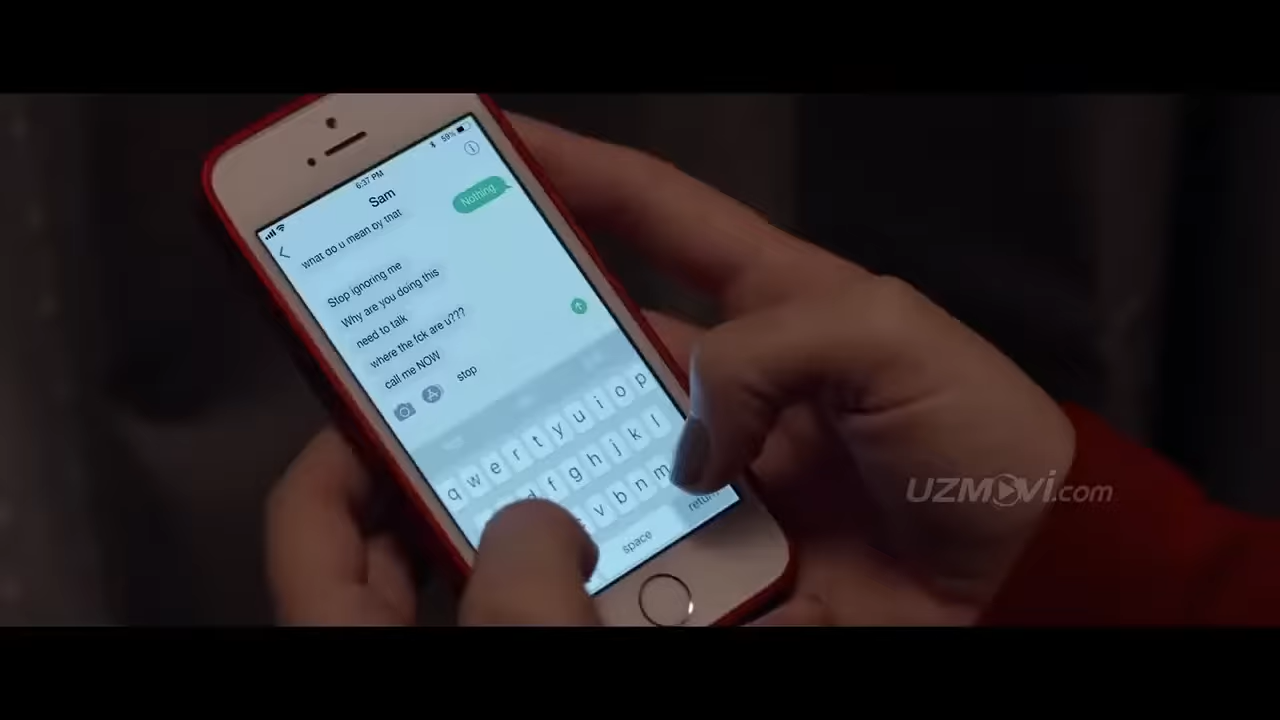 59%
6:37 PM
Sam
Nothing
what do u mean by that
Stop ignoring me
Why are you doing this
need to talk
where the fck are u???
call me NOW
stop
q w e r t y u i o p
d f g h j k l
v b n m
space
return
UZMOVi.com